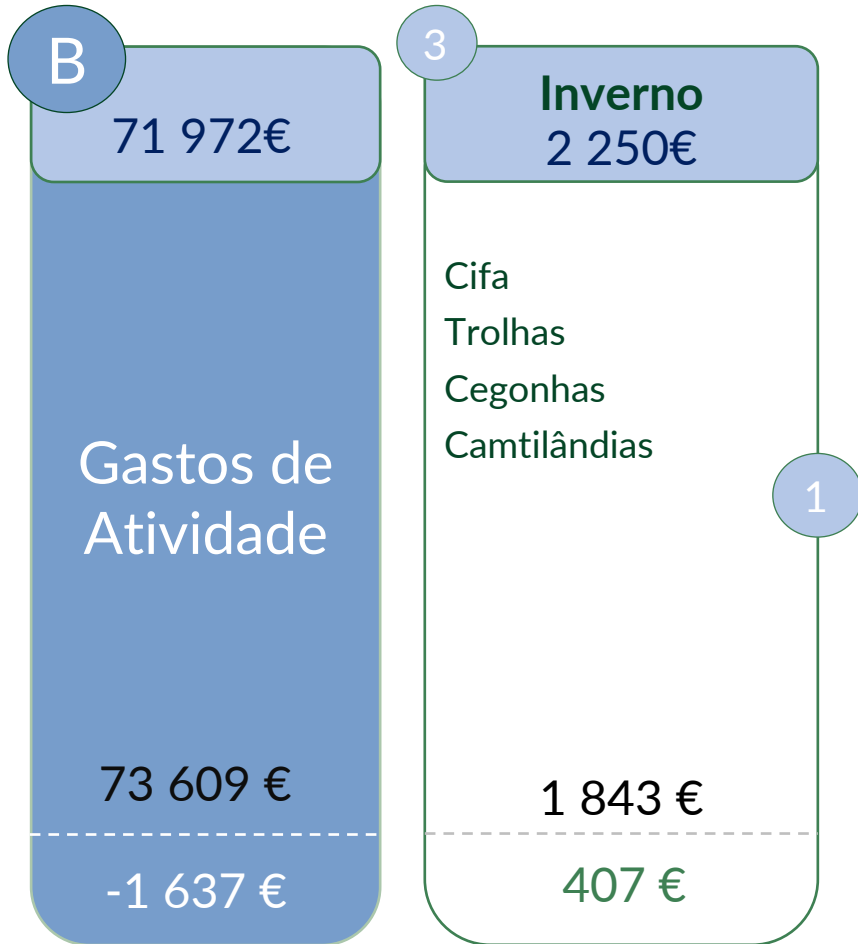 B
71 972€
Gastos de
Atividade
73 609 €
-1 637 €
3
Inverno
2 250€
Cifa
Trolhas
Cegonhas
Camtilândias
1
1 843 €
407 €